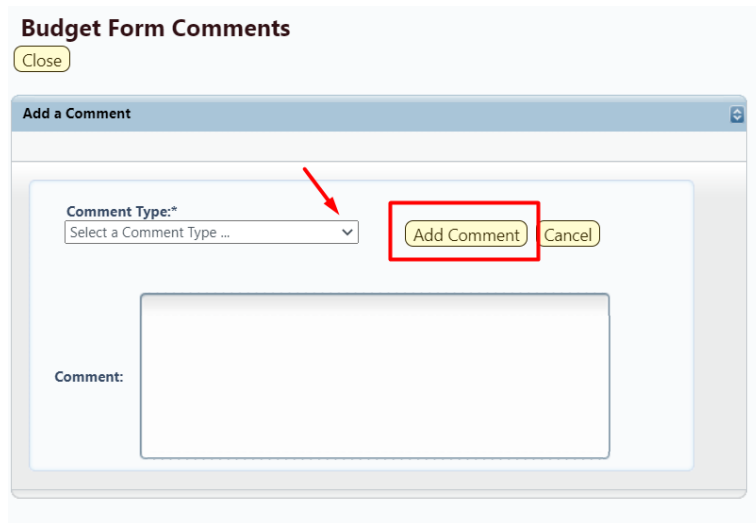 Budget Form Comments
Close
Add a Comment
Comment Type:*
Select a Comment Type ...
Add Comment
Cancel
Comment: